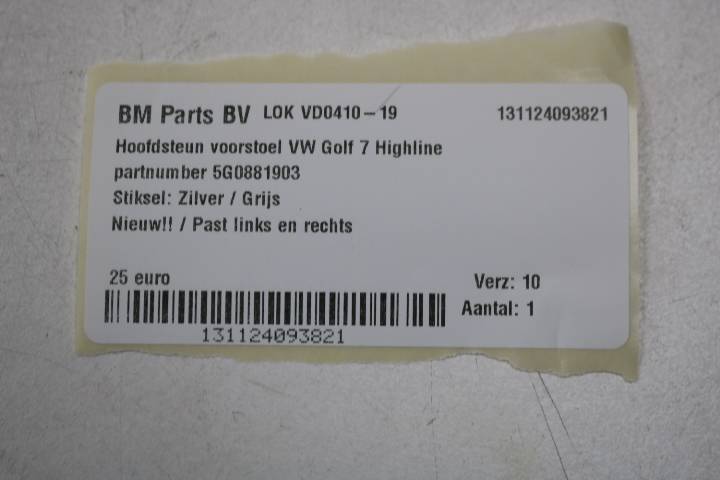 BM Parts BV LOK VD0410-19 131124093821
Hoofdsteun voorstoel VW Golf 7 Highline
partnumber 5G0881903
Stiksel: Zilver / Grijs
Nieuw!! / Past links en rechts
25 euro Verz: 10
Aantal: 1
131124093821